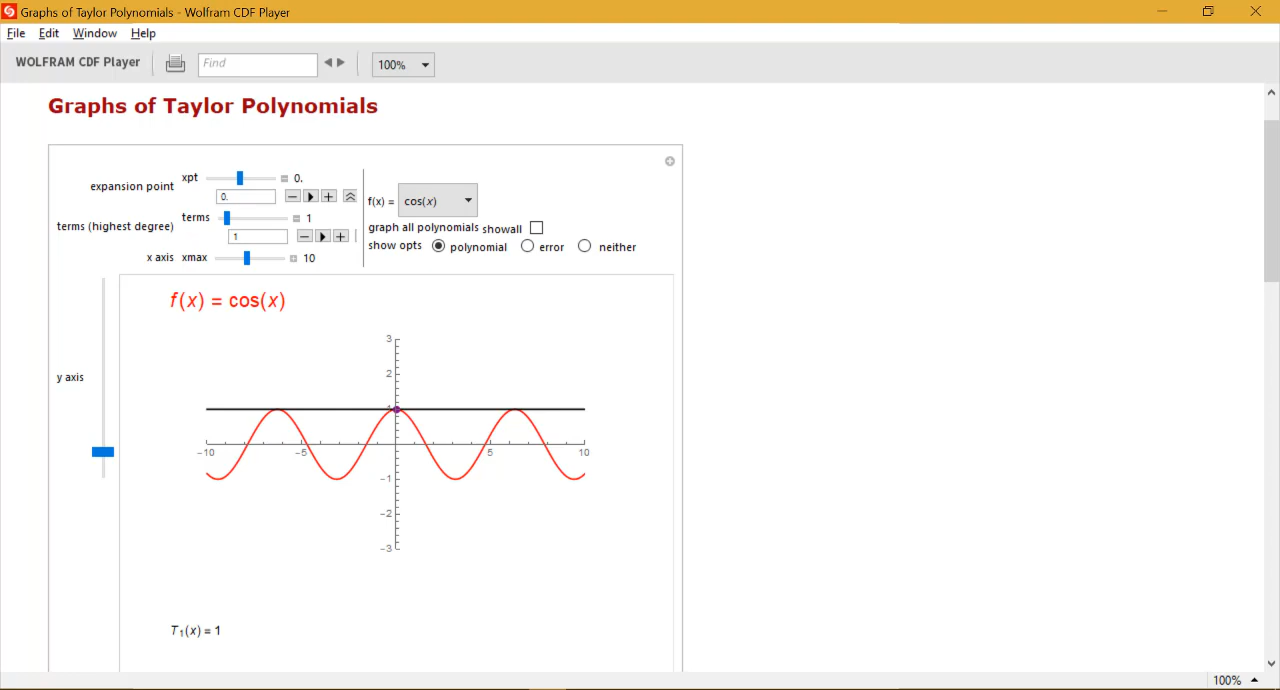 Graphs of Taylor Polynomials - Wolfram CDF Player
File Edit Window Help
WOLFRAM CDF Player Find 100%
Graphs of Taylor Polynomials
expansion point xpt 0.
0.
terms (highest degree) terms 1
1
x axis xmax 10
f(x) = cos(x)
graph all polynomials showall
show opts polynomial error neither
y axis
f(x) = cos(x)
3
2
1
-10 -5 5 10
-1
-2
-3
T1(x) = 1
100%